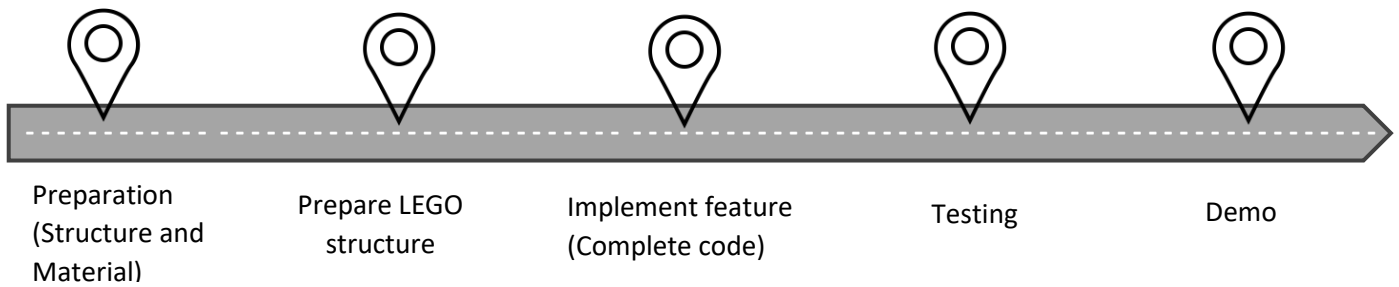 Preparation
(Structure and
Material)
Prepare LEGO
structure
Implement feature
(Complete code)
Testing
Demo